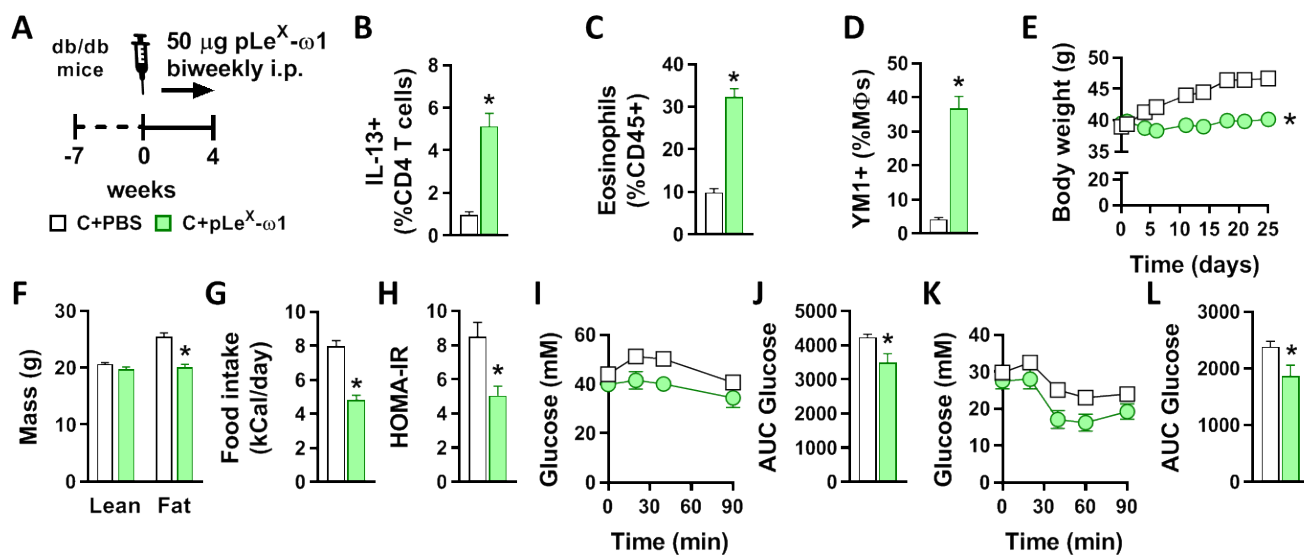 A
db/db
mice
50 μg pLeX-ω1
biweekly i.p.
-7
0
4
weeks
C+PBS
C+pLeX-ω1
B
IL-13+
(%CD4 T cells)
8
6
4
2
0
*
C
Eosinophils
(%CD45+)
40
30
20
10
0
*
D
YM1+ (%MΦs)
50
40
30
20
10
0
*
E
Body weight (g)
50
45
40
35
20
0
0
5
10
15
20
25
*
Time (days)
F
Mass (g)
30
20
10
0
*
Lean
Fat
G
Food intake
(kCal/day)
10
8
6
4
2
0
*
H
HOMA-IR
10
8
6
4
2
0
*
I
Glucose (mM)
60
40
20
0
0
30
60
90
Time (min)
J
AUC Glucose
5000
4000
3000
2000
1000
0
*
K
Glucose (mM)
40
30
20
10
0
0
30
60
90
Time (min)
L
AUC Glucose
3000
2000
1000
0
*